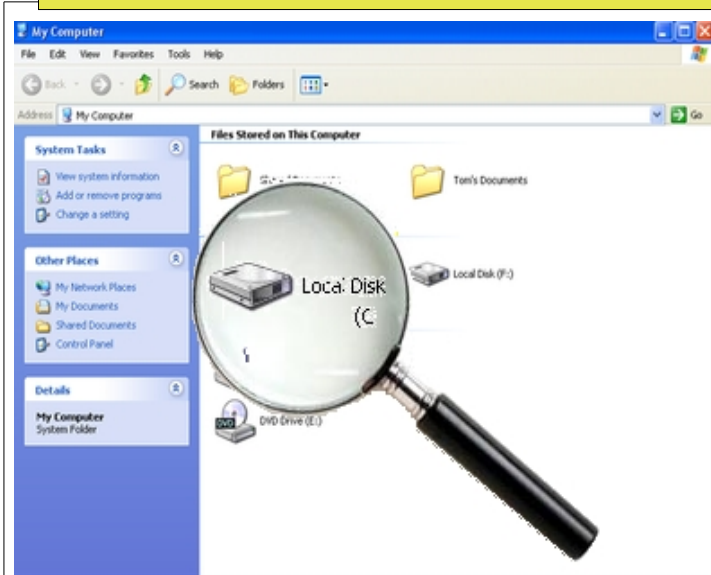 My Computer
File Edit View Favorites Tools Help
Back Search Folders
Address My Computer Go
Files Stored on This Computer
System Tasks
View system information
Add or remove programs
Change a setting
Tom's Documents
Other Places
My Network Places
My Documents
Shared Documents
Control Panel
Local Disk
(C
Local Disk (F:)
Details
My Computer
System Folder
DVD
DVD Drive (E:)